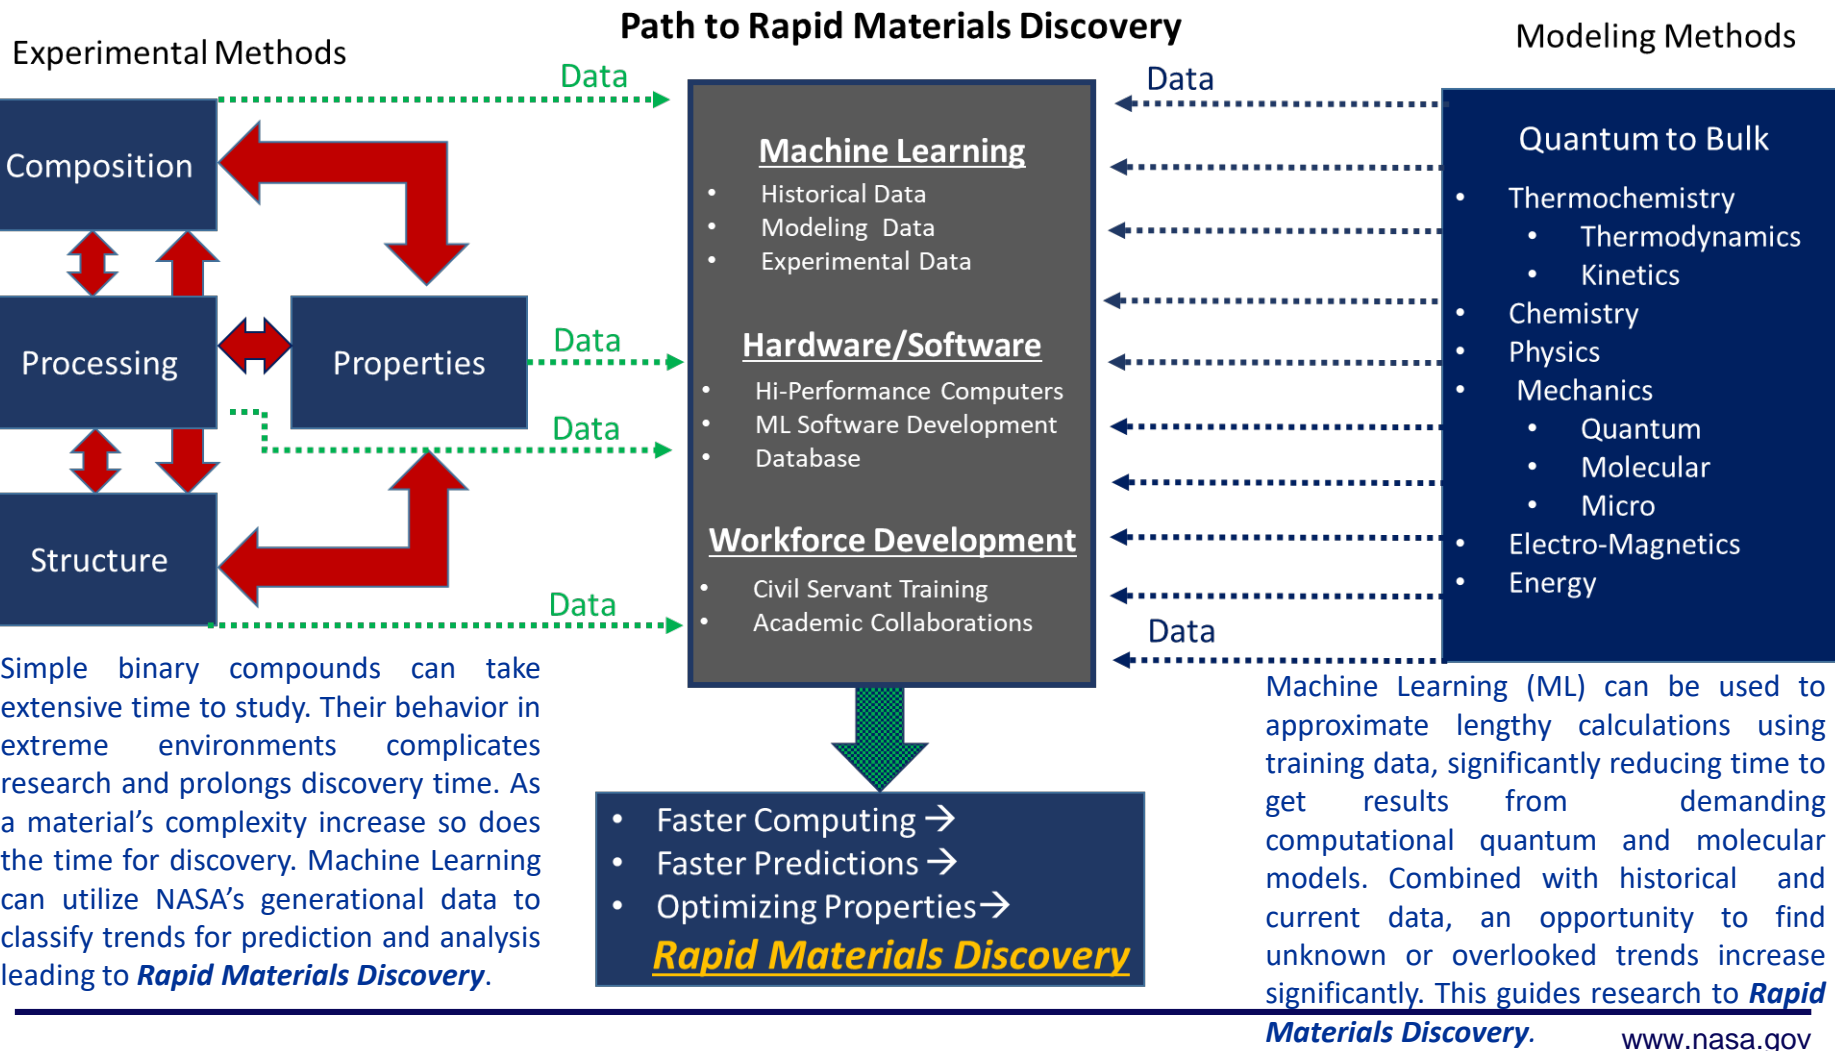 Path to Rapid Materials Discovery
Experimental Methods
Modeling Methods
Data
Data
Composition
Processing
Properties
Structure
Data
Data
Data
Machine Learning
• Historical Data
• Modeling Data
• Experimental Data
Hardware/Software
• Hi-Performance Computers
• ML Software Development
• Database
Workforce Development
• Civil Servant Training
• Academic Collaborations
Quantum to Bulk
• Thermochemistry
• Thermodynamics
• Kinetics
• Chemistry
• Physics
• Mechanics
• Quantum
• Molecular
• Micro
• Electro-Magnetics
• Energy
Data
Simple binary compounds can take
extensive time to study. Their behavior in
extreme environments complicates
research and prolongs discovery time. As
a material's complexity increase so does
the time for discovery. Machine Learning
can utilize NASA's generational data to
classify trends for prediction and analysis
leading to Rapid Materials Discovery.
• Faster Computing →
• Faster Predictions →
• Optimizing Properties→
Rapid Materials Discovery
Machine Learning (ML) can be used to
approximate lengthy calculations using
training data, significantly reducing time to
get results from demanding
computational quantum and molecular
models. Combined with historical and
current data, an opportunity to find
unknown or overlooked trends increase
significantly. This guides research to Rapid
Materials Discovery.
www.nasa.gov